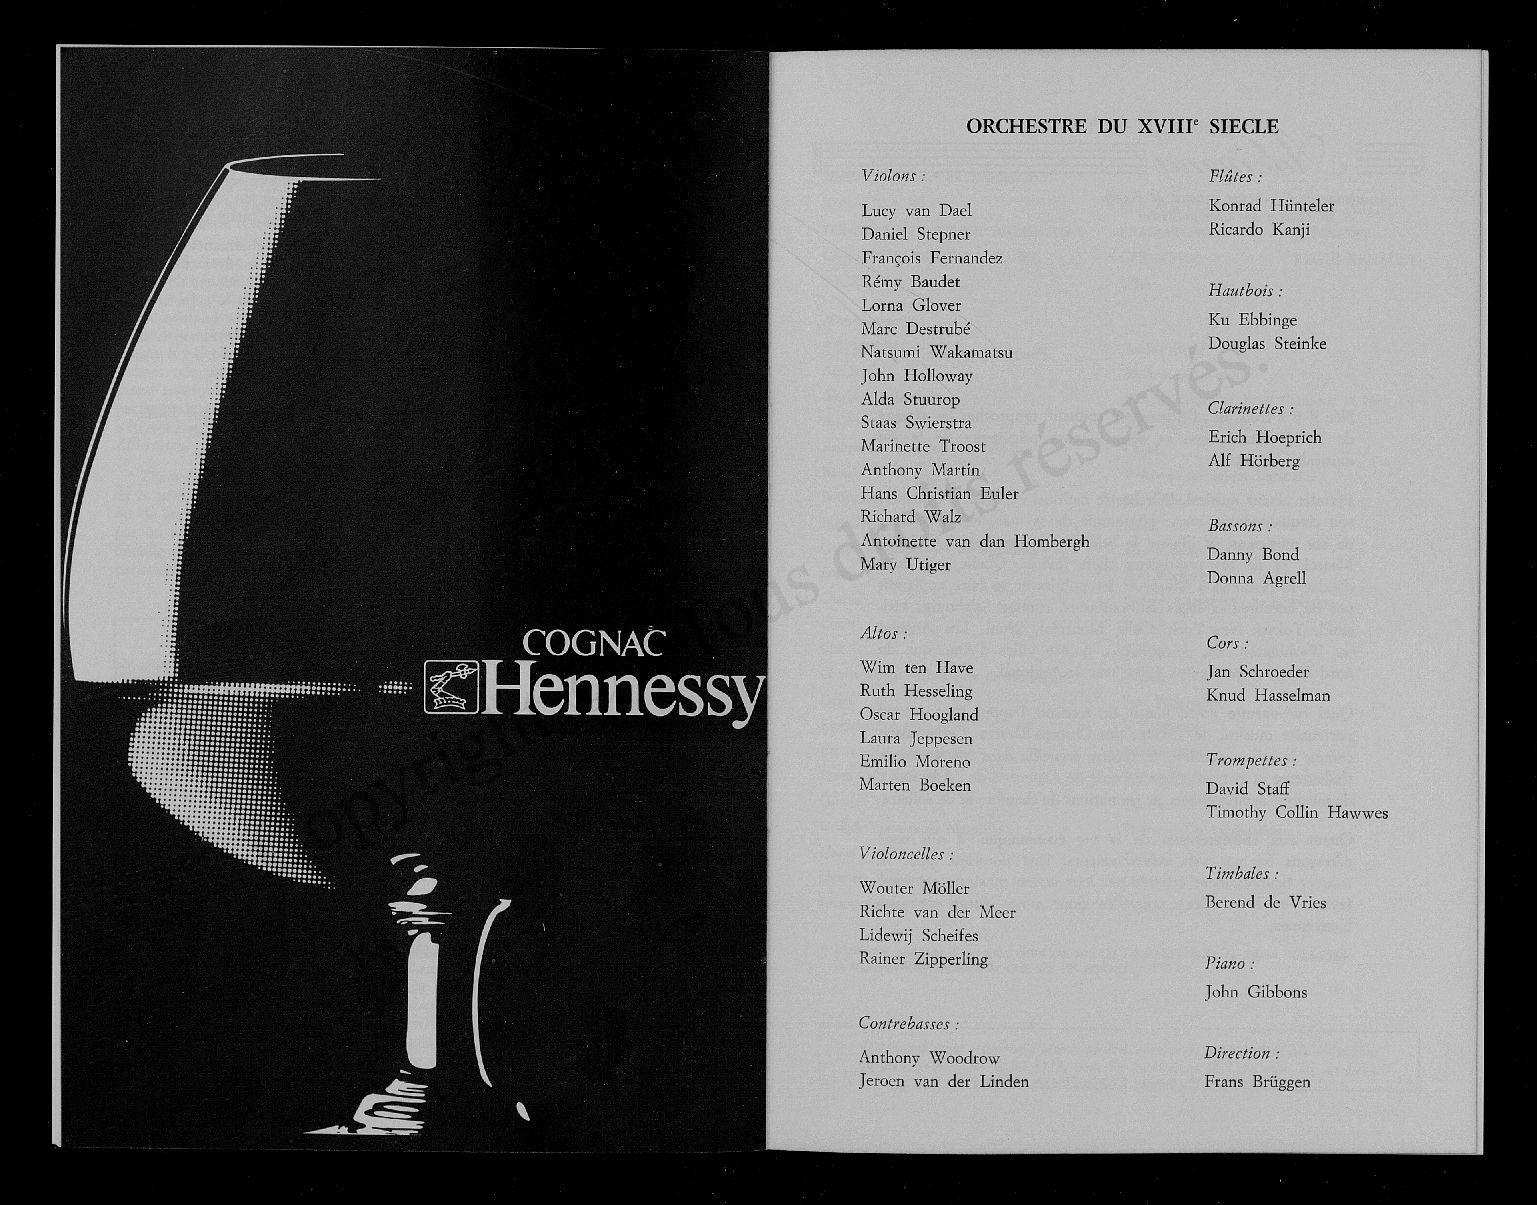 COGNAC
Hennessy
ORCHESTRE DU XVIIIe SIECLE
Violons :
Lucy van Dael
Daniel Stepner
François Fernandez
Rémy Baudet
Lorna Glover
Marc Destrubé
Natsumi Wakamatsu
John Holloway
Alda Stuurop
Staas Swierstra
Marinette Troost
Anthony Martin
Hans Christian Euler
Richard Walz
Antoinette van dan Hombergh
Mary Utiger
Altos :
Wim ten Have
Ruth Hesseling
Oscar Hoogland
Laura Jeppesen
Emilio Moreno
Marten Boeken
Violoncelles :
Wouter Möller
Richte van der Meer
Lidewij Scheifes
Rainer Zipperling
Contrebasses :
Anthony Woodrow
Jeroen van der Linden
Flûtes :
Konrad Hünteler
Ricardo Kanji
Hautbois :
Ku Ebbinge
Douglas Steinke
Clarinettes :
Erich Hoeprich
Alf Hörberg
Bassons :
Danny Bond
Donna Agrell
Cors :
Jan Schroeder
Knud Hasselman
Trompettes :
David Staff
Timothy Collin Hawwes
Timbales :
Berend de Vries
Piano :
John Gibbons
Direction :
Frans Brüggen
opyright Tous droits réservés.